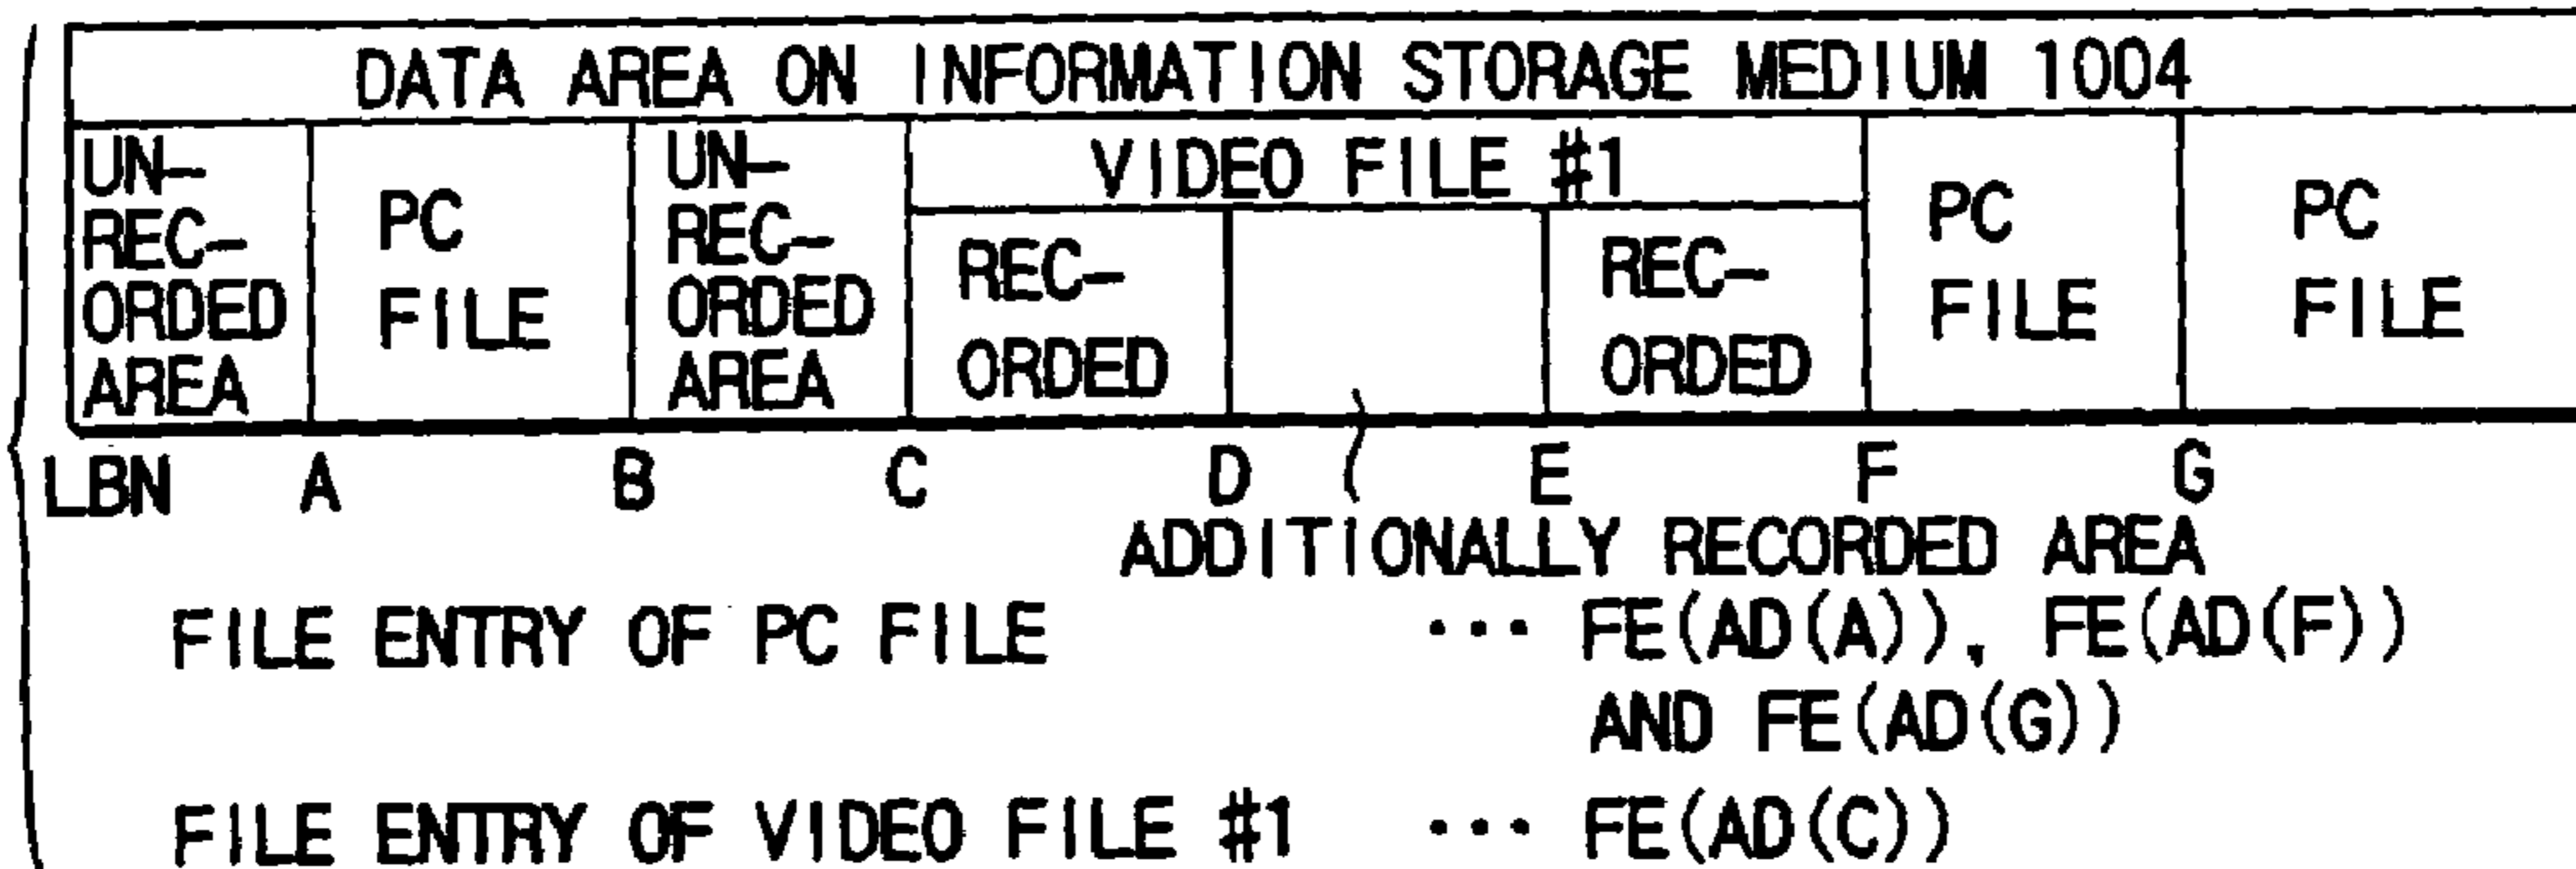 DATA AREA ON INFORMATION STORAGE MEDIUM 1004
UN-
REC-
ORDED
AREA
PC
FILE
UN-
REC-
ORDED
AREA
VIDEO FILE #1
REC-
ORDED
REC-
ORDED
PC
FILE
PC
FILE
LBN A B C D E F G
ADDITIONALLY RECORDED AREA
FILE ENTRY OF PC FILE ... FE(AD(A)), FE(AD(F))
AND FE(AD(G))
FILE ENTRY OF VIDEO FILE #1 ... FE(AD(C))